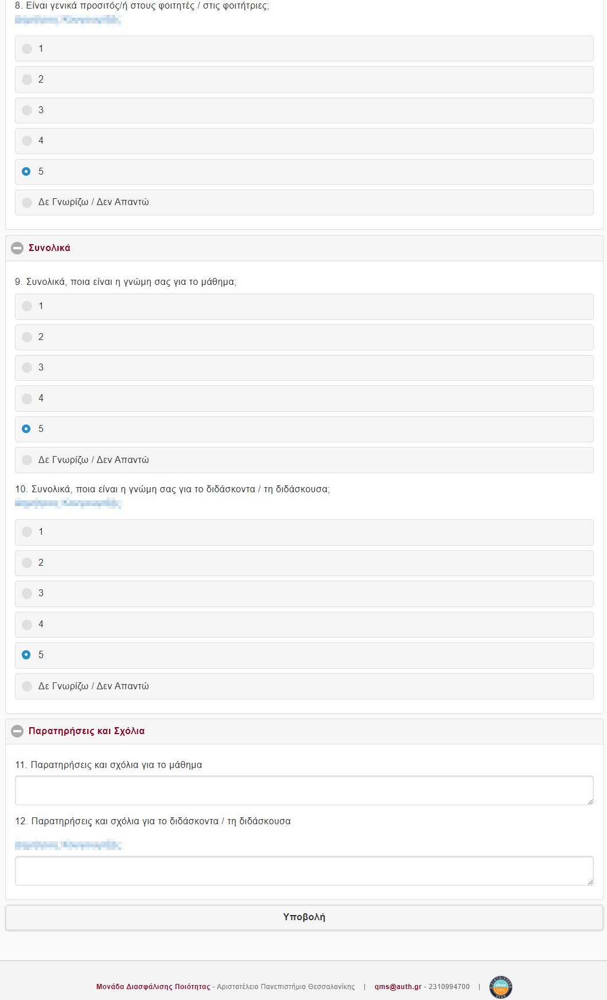 8. Είναι γενικά προσιτός/ή στους φοιτητές / στις φοιτήτριες;
1
2
3
4
5
Δε Γνωρίζω / Δεν Απαντώ
Συνολικά
9. Συνολικά, ποια είναι η γνώμη σας για το μάθημα;
1
2
3
4
5
Δε Γνωρίζω / Δεν Απαντώ
10. Συνολικά, ποια είναι η γνώμη σας για το διδάσκοντα / τη διδάσκουσα;
1
2
3
4
5
Δε Γνωρίζω / Δεν Απαντώ
Παρατηρήσεις και Σχόλια
11. Παρατηρήσεις και σχόλια για το μάθημα
12. Παρατηρήσεις και σχόλια για το διδάσκοντα / τη διδάσκουσα
Υποβολή
Μονάδα Διασφάλισης Ποιότητας - Αριστοτέλειο Πανεπιστήμιο Θεσσαλονίκης | qms@auth.gr - 2310994700 |